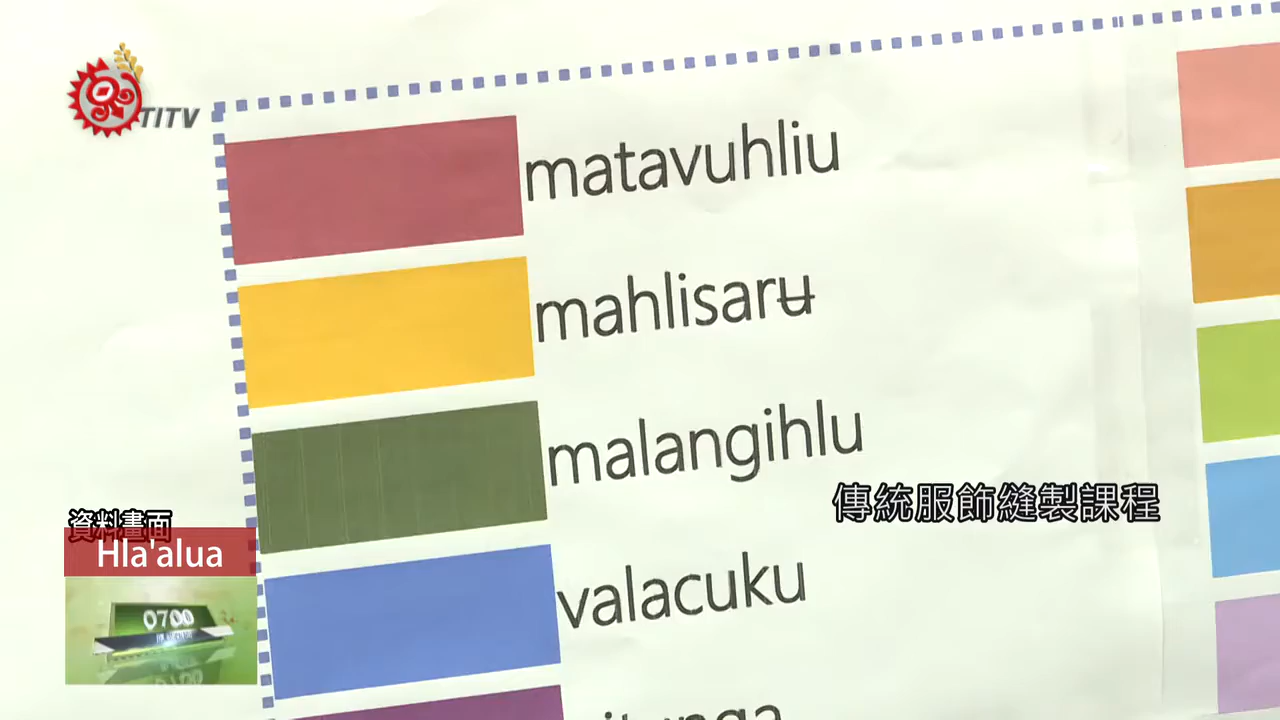 TITV
matavuhliu
mahlisarʉ
malangihlu
傳統服飾縫製課程
資料畫面
Hla'alua
valacuku
0700